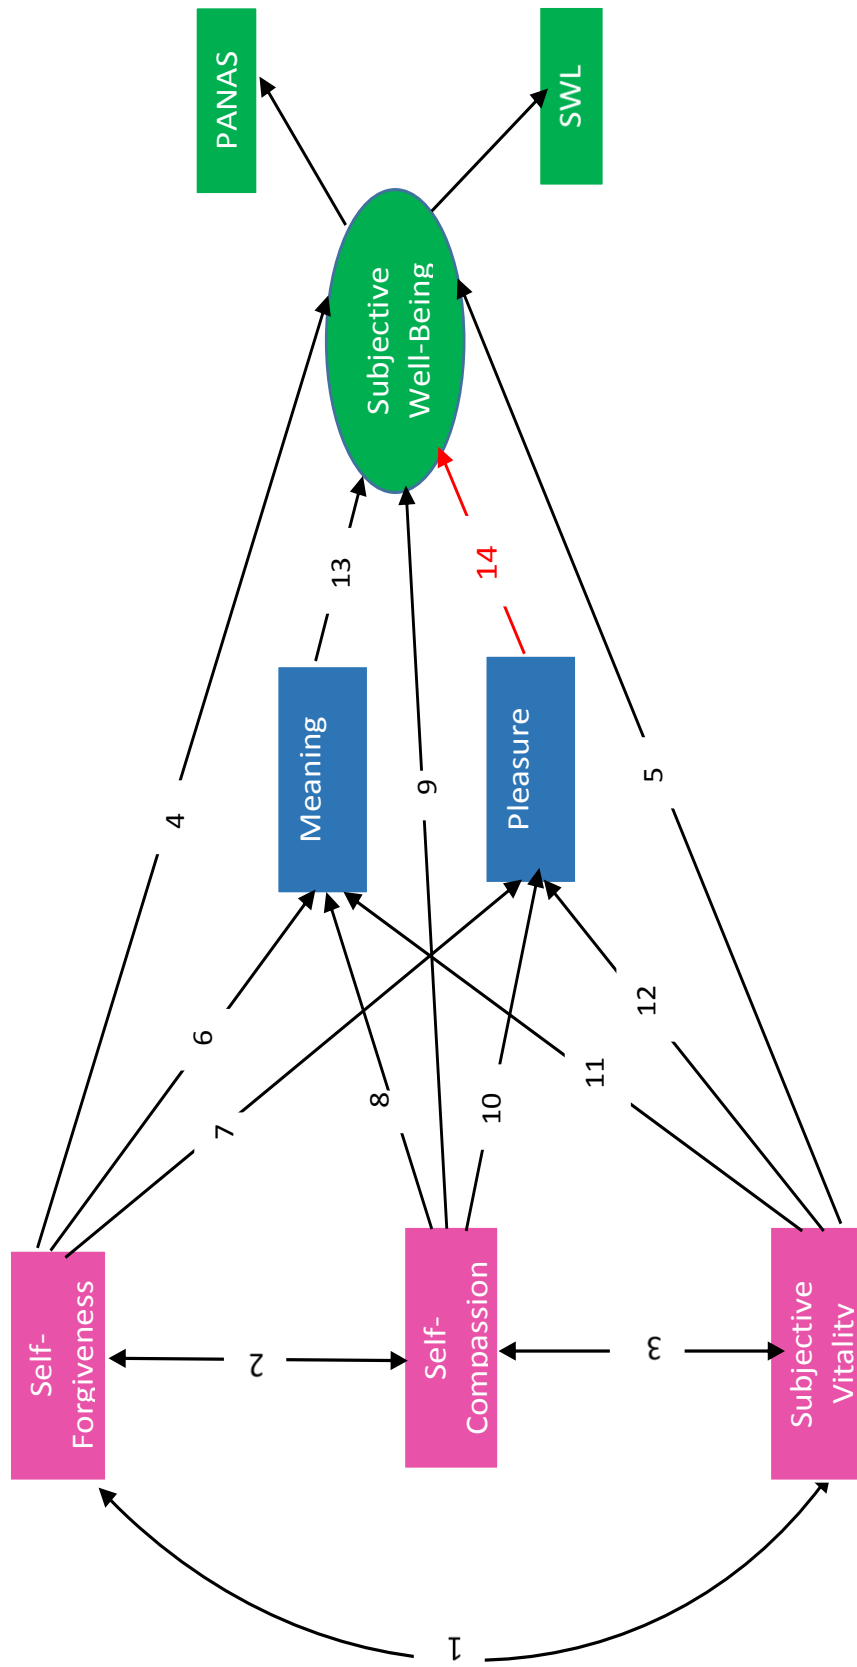 Self-
Forgiveness
Self-
Compassion
Subjective
Vitality
Meaning
Pleasure
Subjective
Well-Being
PANAS
SWL
1
2
3
4
5
6
7
8
9
10
11
12
13
14